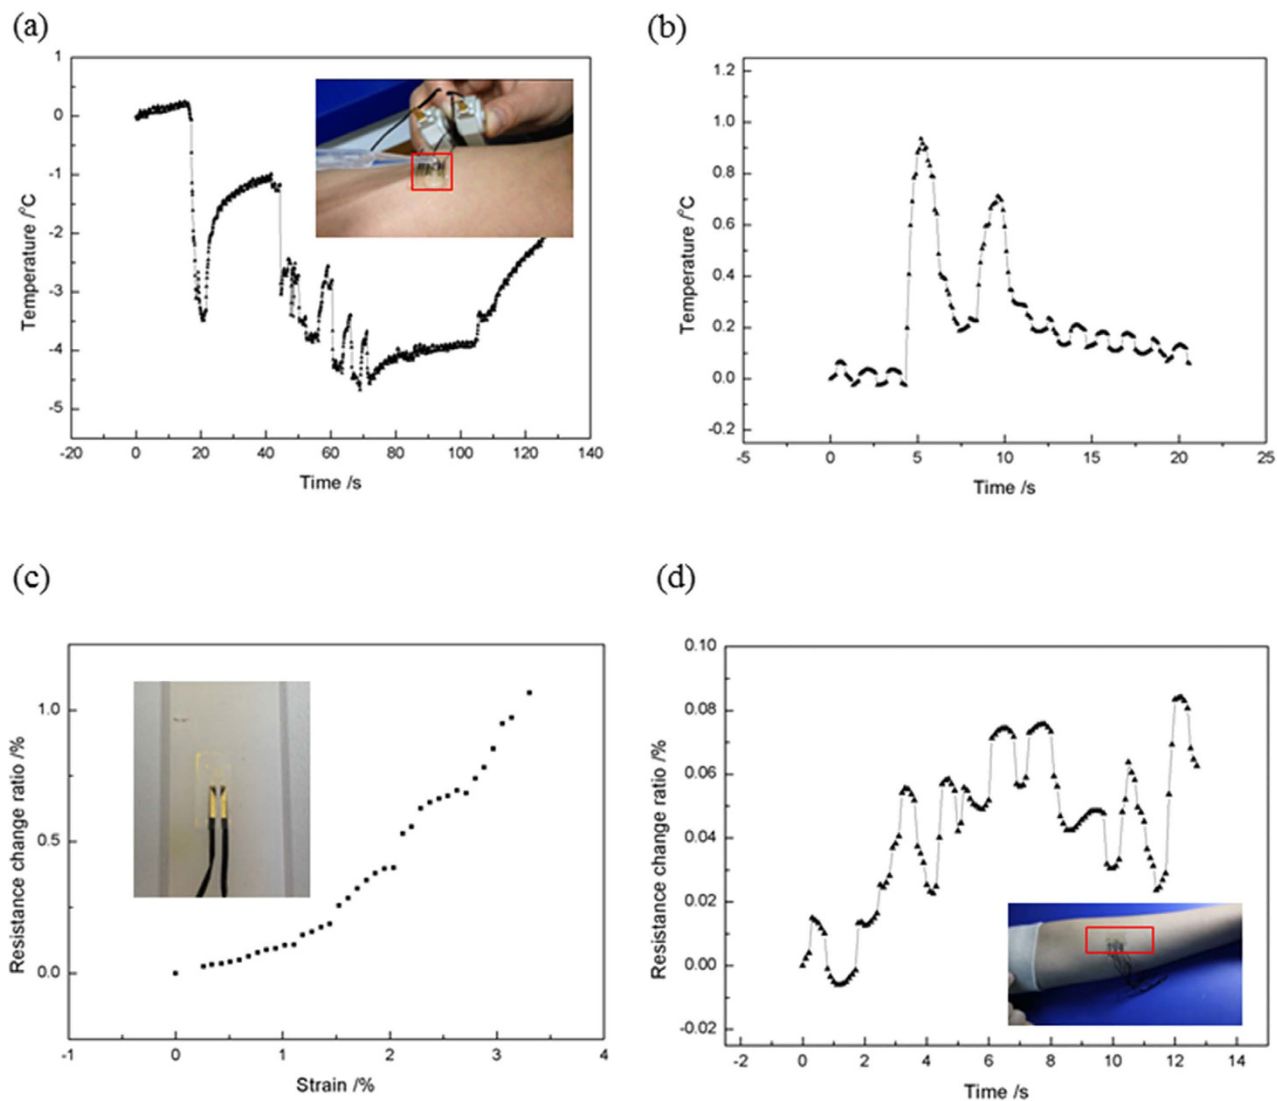 (a)
Temperature /°C
1
0
-1
-2
-3
-4
-5
-20 0 20 40 60 80 100 120 140
Time /s
(b)
Temperature /°C
1.2
1.0
0.8
0.6
0.4
0.2
0.0
-0.2
-5 0 5 10 15 20 25
Time /s
(c)
Resistance change ratio /%
1.0
0.5
0.0
-1 0 1 2 3 4
Strain /%
(d)
Resistance change ratio /%
0.10
0.08
0.06
0.04
0.02
0.00
-0.02
-2 0 2 4 6 8 10 12 14
Time /s